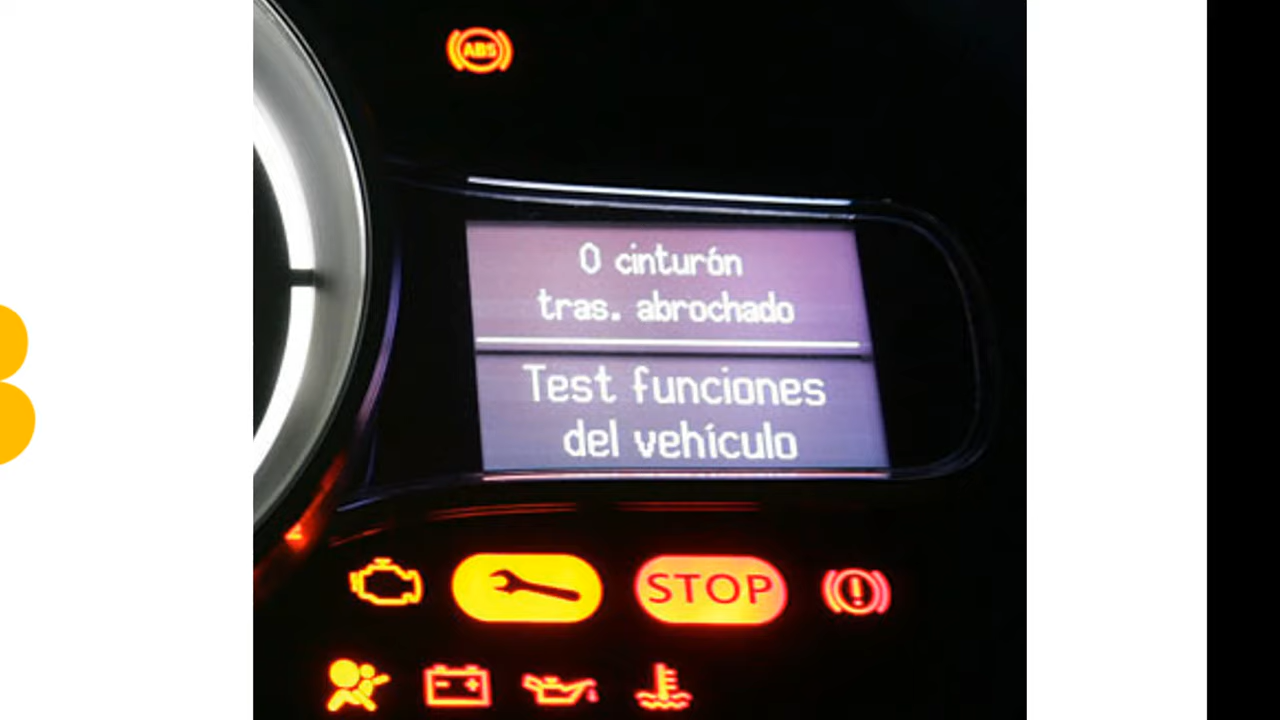 ABS
0 cinturón
tras. abrochado
Test funciones
del vehículo
STOP